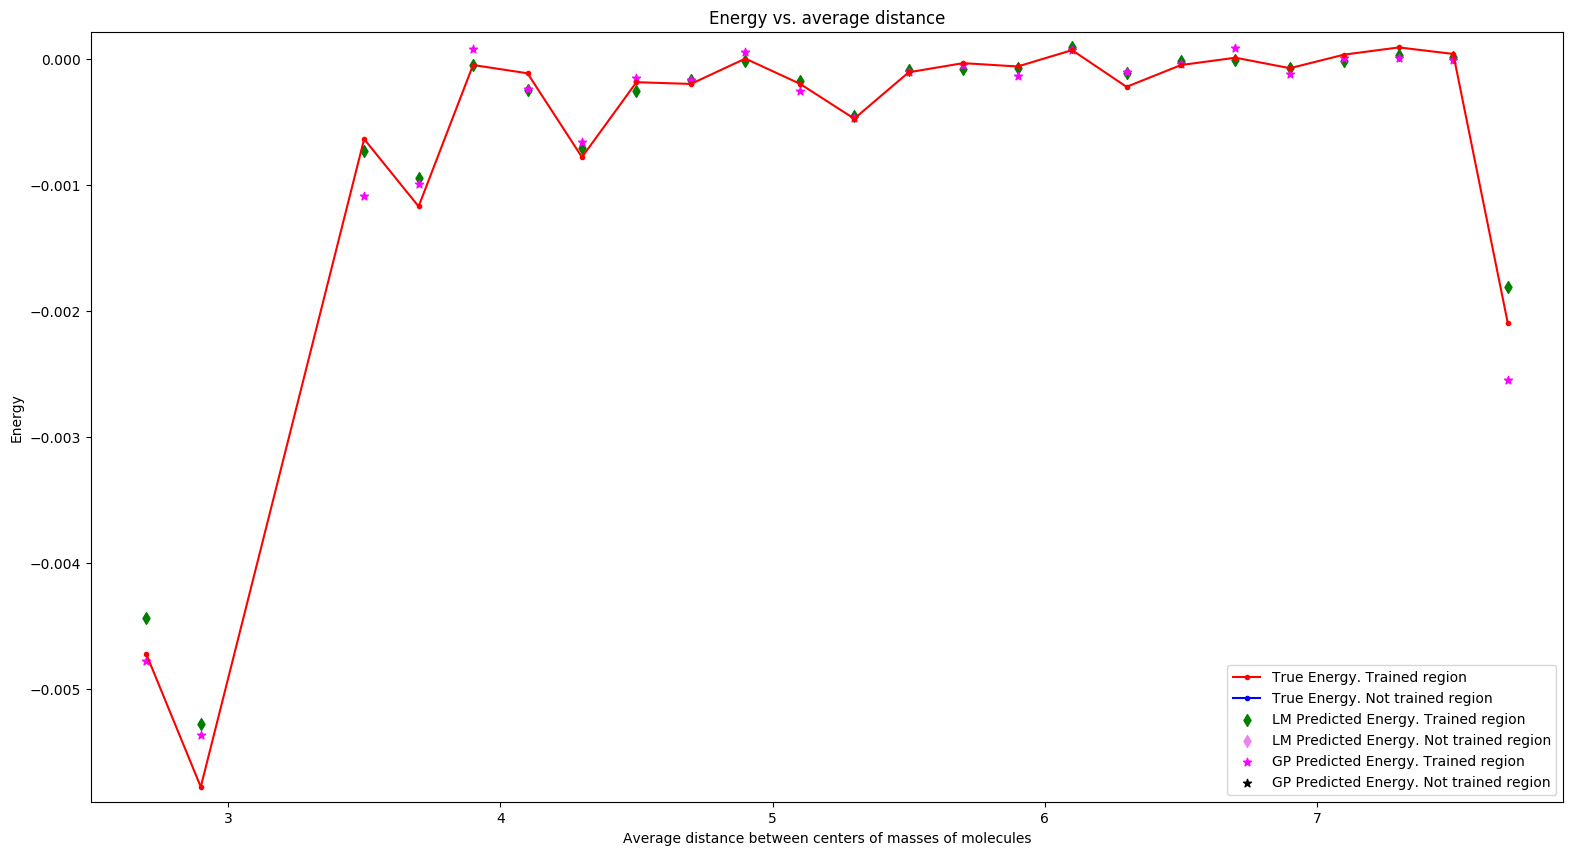 Energy vs. average distance
0.000
−0.001
−0.002
−0.003
−0.004
−0.005
Energy
3
4
5
6
7
Average distance between centers of masses of molecules
True Energy. Trained region
True Energy. Not trained region
LM Predicted Energy. Trained region
LM Predicted Energy. Not trained region
GP Predicted Energy. Trained region
GP Predicted Energy. Not trained region